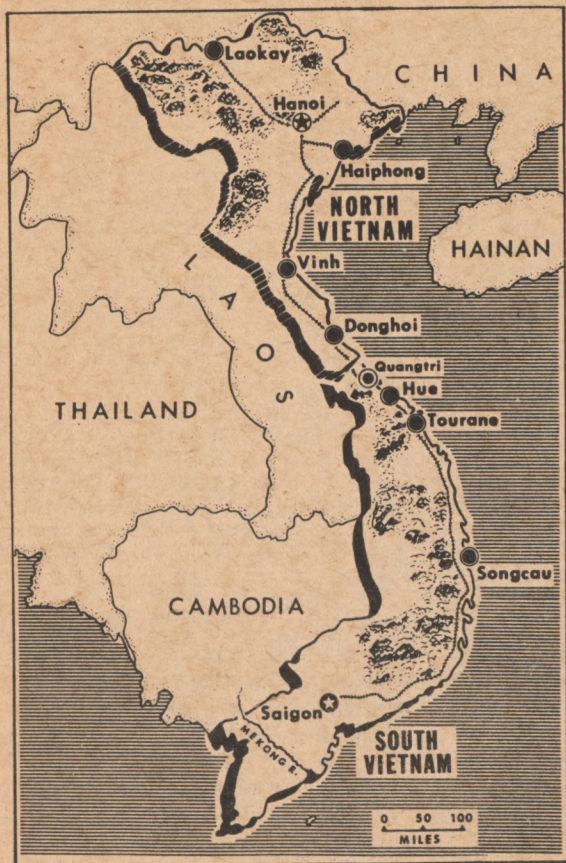 Laokay
CHINA
Hanoi
Haiphong
NORTH
VIETNAM
HAINAN
Vinh
LAOS
Donghoi
Quangtri
Hue
THAILAND
Tourane
Songcau
CAMBODIA
Saigon
MEKONG R.
SOUTH
VIETNAM
0 50 100
MILES